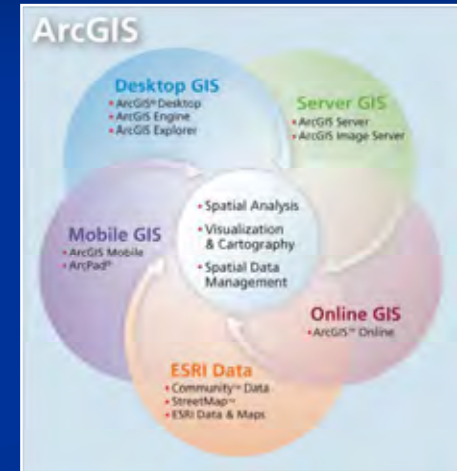 ArcGIS
Desktop GIS
• ArcGIS® Desktop
• ArcGIS Engine
• ArcGIS Explorer
Server GIS
• ArcGIS Server
• ArcGIS Image Server
• Spatial Analysis
• Visualization
& Cartography
• Spatial Data
Management
Mobile GIS
• ArcGIS Mobile
• ArcPad®
Online GIS
• ArcGIS™ Online
ESRI Data
• Community™ Data
• StreetMap™
• ESRI Data & Maps